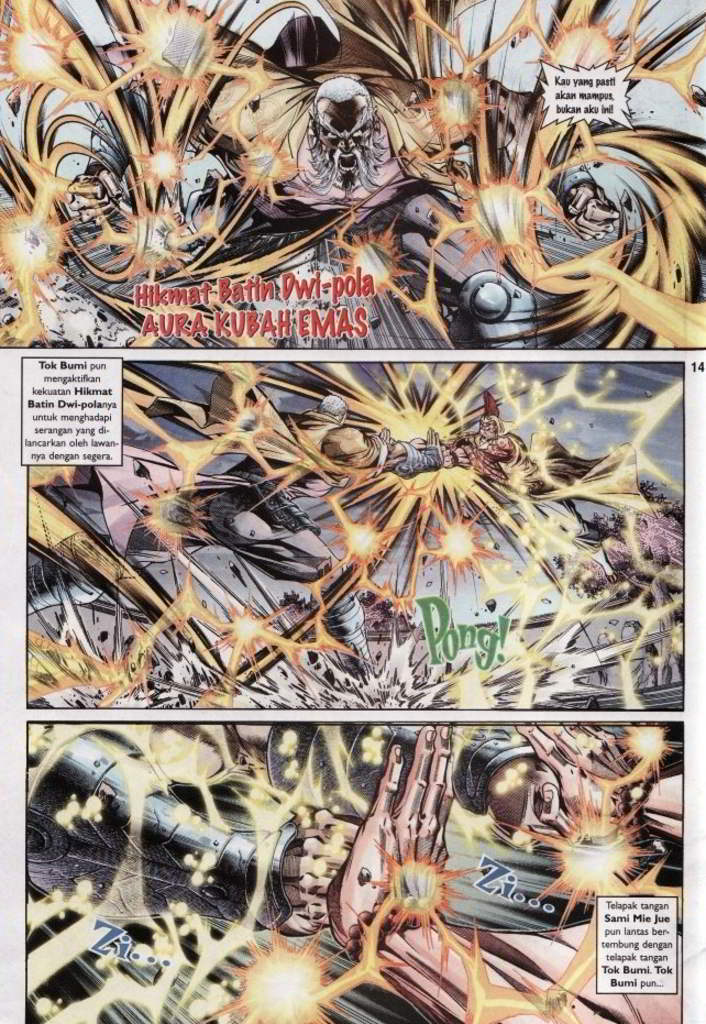 Kau yang pasti
akan mampus,
bukan aku ini!
Hikmat Batin Dwi-pola
AURA KUBAH EMAS
14
Tok Bumi pun
mengaktifkan
kekuatan Hikmat
Batin Dwi-polanya
untuk menghadapi
serangan yang di-
lancarkan oleh lawan-
nya dengan segera.
Pong!
Zi...
Zi...
Telapak tangan
Sami Mie Jue
pun lantas ber-
tembung dengan
telapak tangan
Tok Bumi. Tok
Bumi pun...